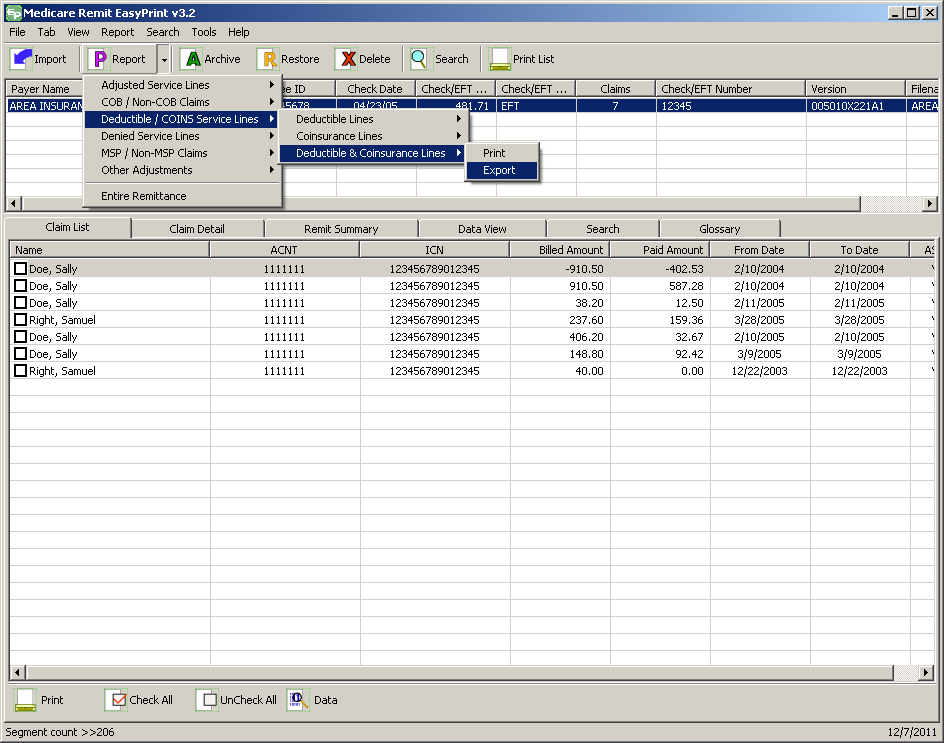 Medicare Remit EasyPrint v3.2
File Tab View Report Search Tools Help
Import Report Archive Restore Delete Search Print List
Payer Name ee ID Check Date Check/EFT ... Check/EFT ... Claims Check/EFT Number Version Filena
AREA INSURAN 45678 04/23/05 481.71 EFT 7 12345 005010X221A1 AREA
Adjusted Service Lines
COB / Non-COB Claims
Deductible / COINS Service Lines
Denied Service Lines
MSP / Non-MSP Claims
Other Adjustments
Entire Remittance
Deductible Lines
Coinsurance Lines
Deductible & Coinsurance Lines
Print
Export
Claim List Claim Detail Remit Summary Data View Search Glossary
Name ACNT ICN Billed Amount Paid Amount From Date To Date AS
Doe, Sally 1111111 123456789012345 -910.50 -402.53 2/10/2004 2/10/2004
Doe, Sally 1111111 123456789012345 910.50 587.28 2/10/2004 2/10/2004
Doe, Sally 1111111 123456789012345 38.20 12.50 2/11/2005 2/11/2005
Right, Samuel 1111111 123456789012345 237.60 159.36 3/28/2005 3/28/2005
Doe, Sally 1111111 123456789012345 406.20 32.67 2/10/2005 2/10/2005
Doe, Sally 1111111 123456789012345 148.80 92.42 3/9/2005 3/9/2005
Right, Samuel 1111111 123456789012345 40.00 0.00 12/22/2003 12/22/2003
Print Check All UnCheck All Data
Segment count >>206 12/7/2011